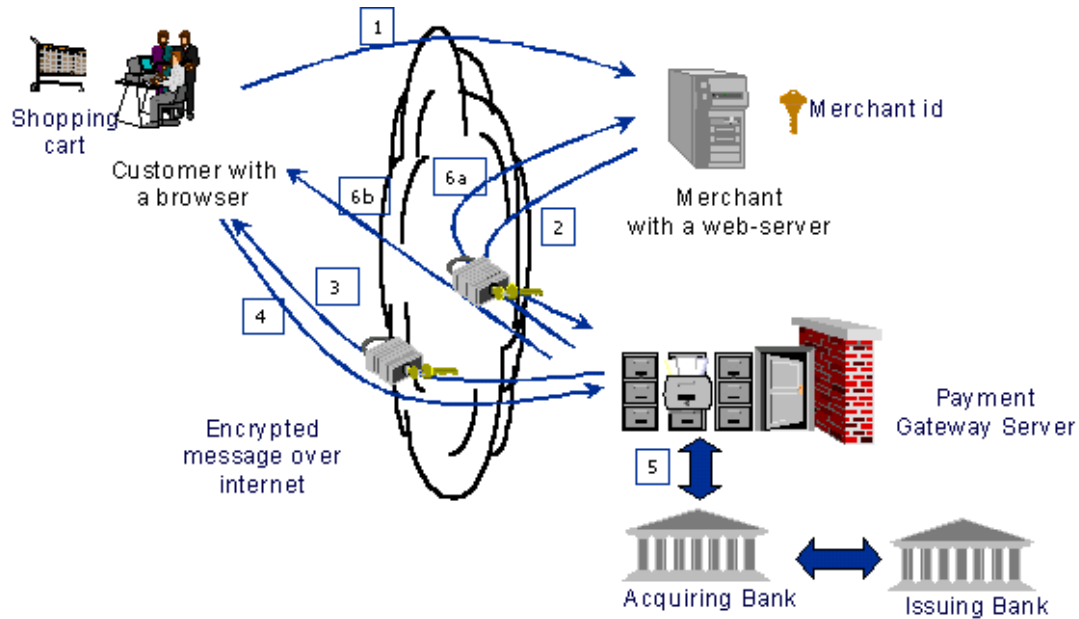 1
Shopping
cart
Merchant id
Customer with
a browser
6a
6b
Merchant
with a web-server
2
3
4
Encrypted
message over
internet
Payment
Gateway Server
5
Acquiring Bank
Issuing Bank